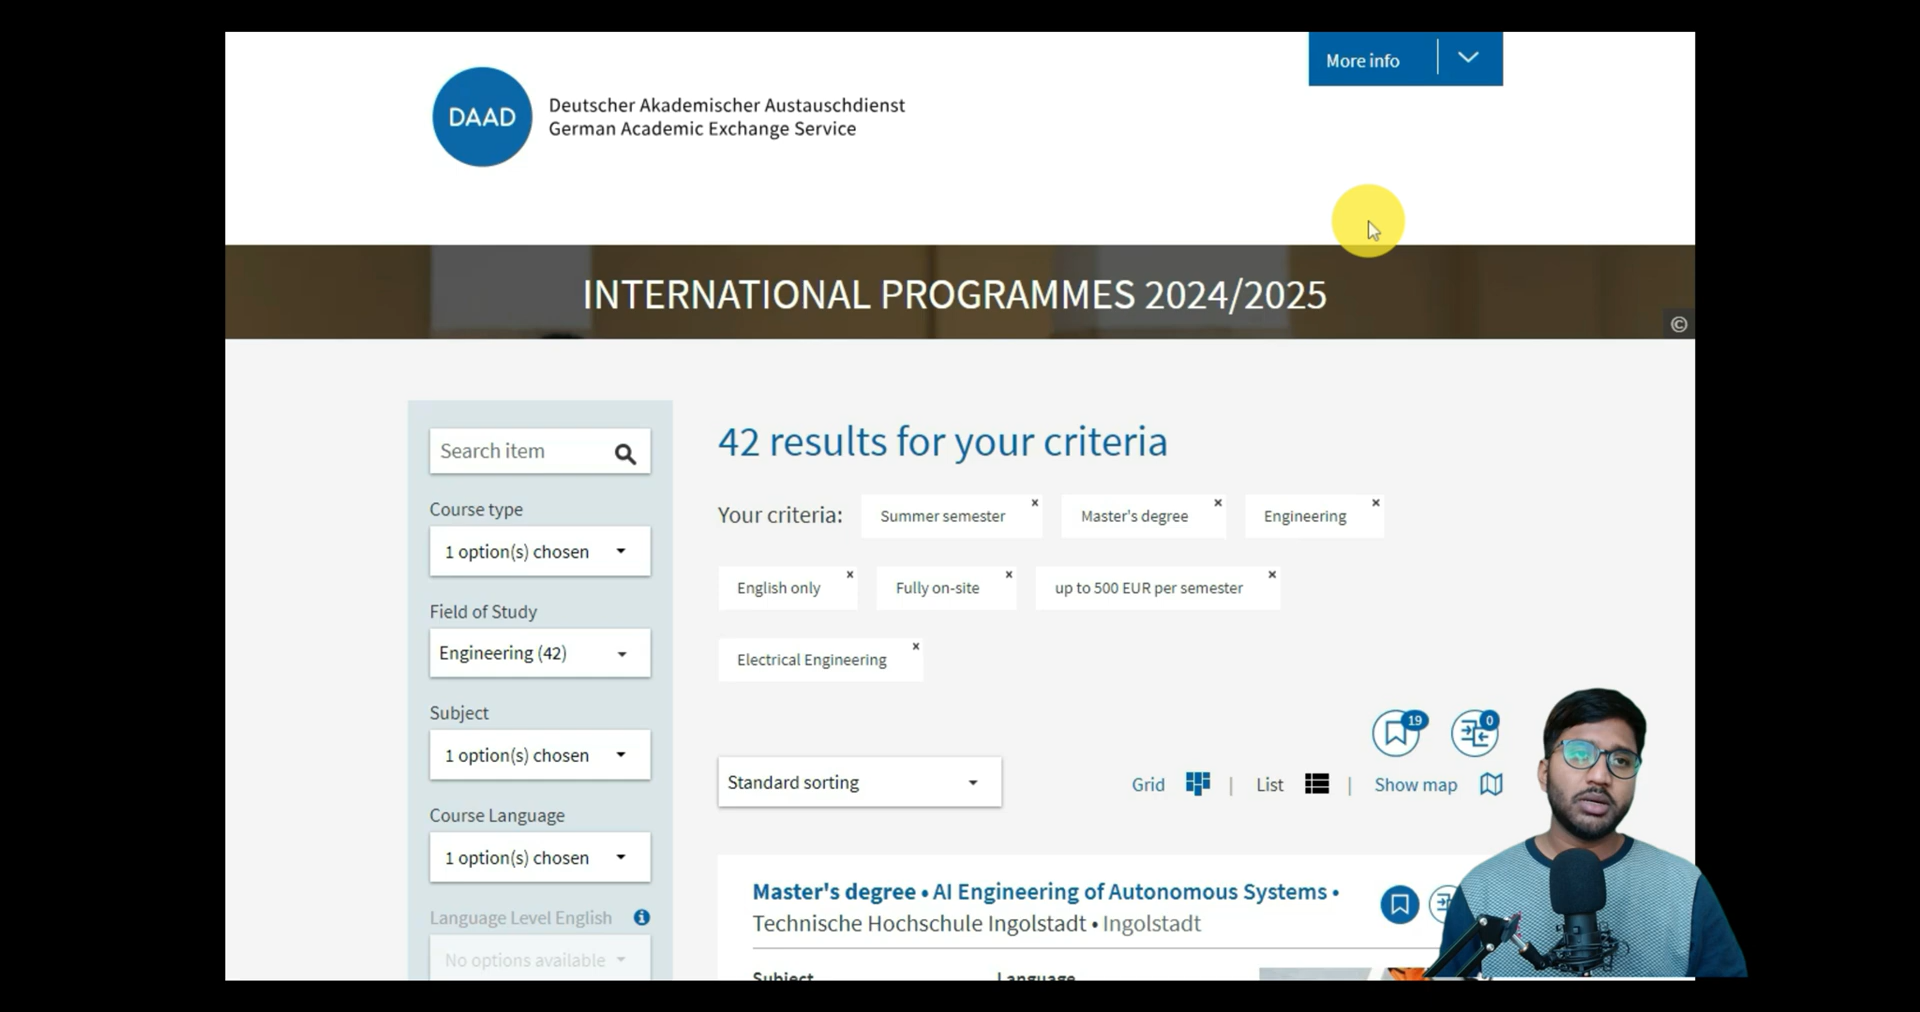 More info
DAAD
Deutscher Akademischer Austauschdienst
German Academic Exchange Service
INTERNATIONAL PROGRAMMES 2024/2025
©
Search item
Course type
1 option(s) chosen
Field of Study
Engineering (42)
Subject
1 option(s) chosen
Course Language
1 option(s) chosen
Language Level English
No options available
42 results for your criteria
Your criteria: Summer semester × Master's degree × Engineering ×
English only × Fully on-site × up to 500 EUR per semester ×
Electrical Engineering ×
19 0
Standard sorting Grid | List | Show map
Master's degree • AI Engineering of Autonomous Systems •
Technische Hochschule Ingolstadt • Ingolstadt
Subject Language